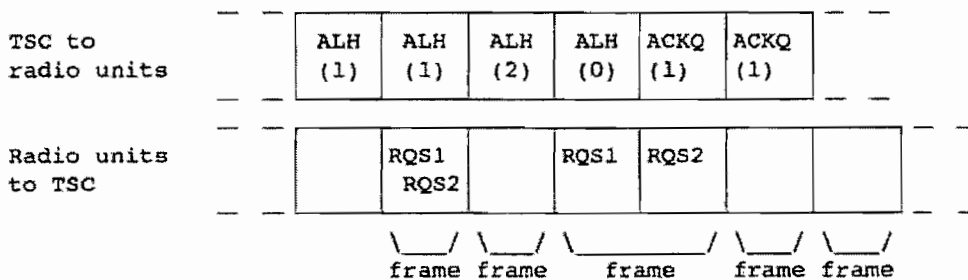 TSC to
radio units
ALH ALH ALH ALH ACKQ ACKQ
(1) (1) (2) (0) (1) (1)
Radio units
to TSC
RQS1 RQS1 RQS2
RQS2
frame frame frame frame frame